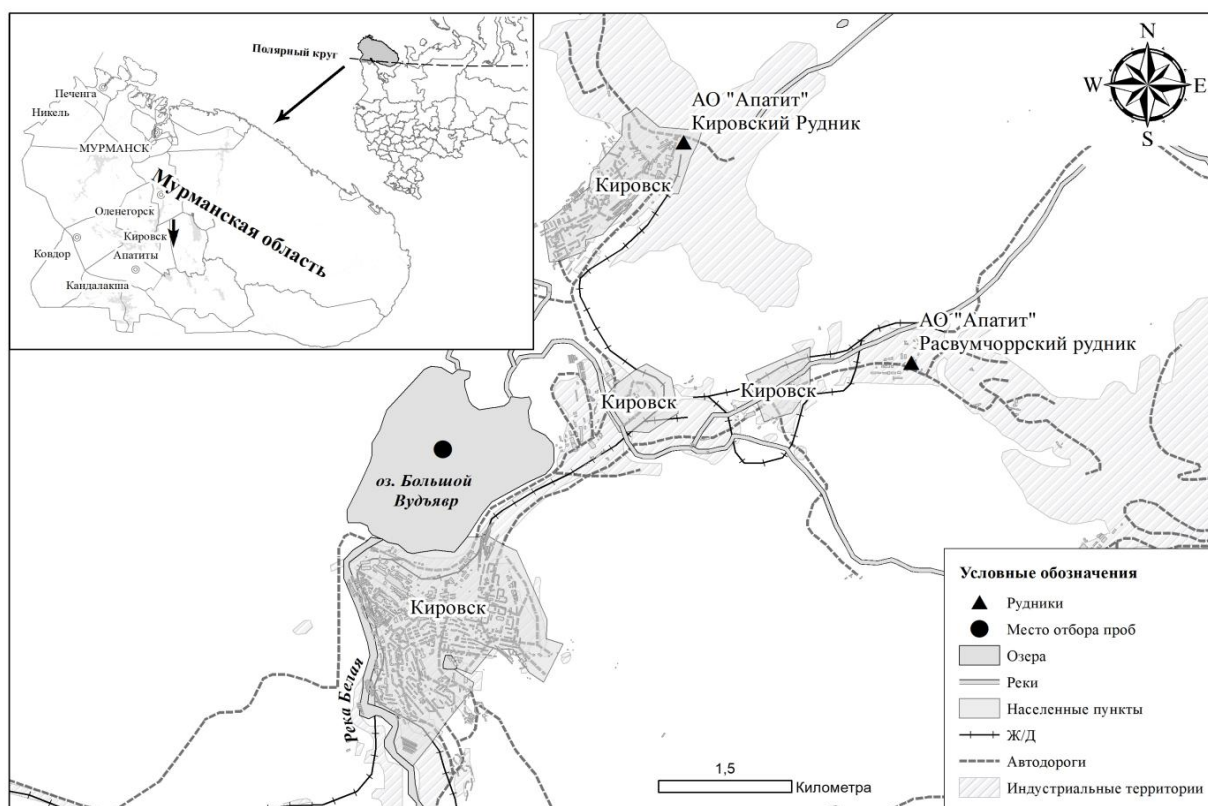 Полярный круг
Печенга
Никель
МУРМАНСК
Мурманская область
Оленегорск
Кировск
Апатиты
Ковдор
Кандалакша
N
W
E
S
АО "Апатит"
Кировский Рудник
Кировск
АО "Апатит"
Расвумчоррский рудник
Кировск
Кировск
оз. Большой
Вудъявр
Кировск
Река Белая
1,5
Километра
Условные обозначения
Рудники
Место отбора проб
Озера
Реки
Населенные пункты
Ж/Д
Автодороги
Индустриальные территории